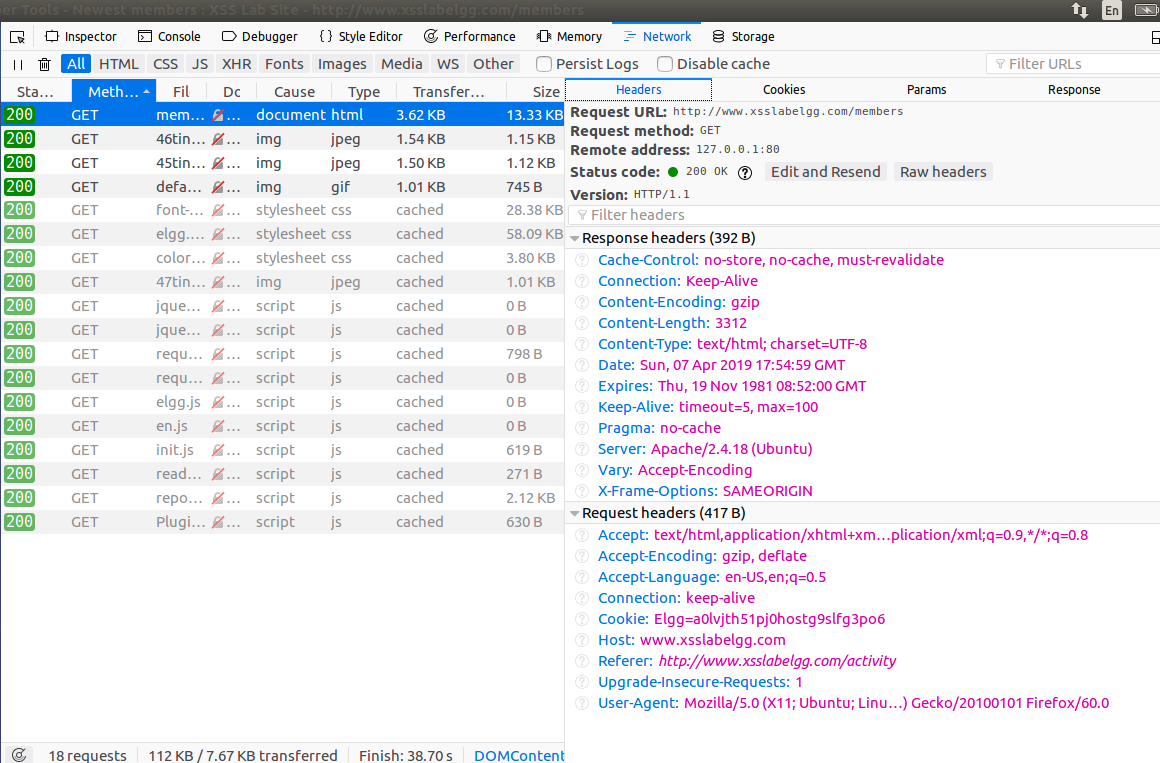 per Tools - Newest members : XSS Lab Site - http://www.xsslabelgg.com/members
En
Inspector Console Debugger {} Style Editor Performance Memory Network Storage
All HTML CSS JS XHR Fonts Images Media WS Other Persist Logs Disable cache Filter URLs
Sta... Meth... Fil Dc Cause Type Transfer... Size
200 GET mem... ... document html 3.62 KB 13.33 KB
200 GET 46tin... ... img jpeg 1.54 KB 1.15 KB
200 GET 45tin... ... img jpeg 1.50 KB 1.12 KB
200 GET defa... ... img gif 1.01 KB 745 B
200 GET font-... ... stylesheet css cached 28.38 KB
200 GET elgg.... ... stylesheet css cached 58.09 KB
200 GET color... ... stylesheet css cached 3.80 KB
200 GET 47tin... ... img jpeg cached 1.01 KB
200 GET jque... ... script js cached 0 B
200 GET jque... ... script js cached 0 B
200 GET requ... ... script js cached 798 B
200 GET requ... ... script js cached 0 B
200 GET elgg.js ... script js cached 0 B
200 GET en.js ... script js cached 0 B
200 GET init.js ... script js cached 619 B
200 GET read... ... script js cached 271 B
200 GET repo... ... script js cached 2.12 KB
200 GET Plugi... ... script js cached 630 B
18 requests 112 KB / 7.67 KB transferred Finish: 38.70 s DOMContent
Headers Cookies Params Response
Request URL: http://www.xsslabelgg.com/members
Request method: GET
Remote address: 127.0.0.1:80
Status code: 200 OK ? Edit and Resend Raw headers
Version: HTTP/1.1
Filter headers
Response headers (392 B)
? Cache-Control: no-store, no-cache, must-revalidate
? Connection: Keep-Alive
? Content-Encoding: gzip
? Content-Length: 3312
? Content-Type: text/html; charset=UTF-8
? Date: Sun, 07 Apr 2019 17:54:59 GMT
? Expires: Thu, 19 Nov 1981 08:52:00 GMT
? Keep-Alive: timeout=5, max=100
? Pragma: no-cache
? Server: Apache/2.4.18 (Ubuntu)
? Vary: Accept-Encoding
? X-Frame-Options: SAMEORIGIN
Request headers (417 B)
? Accept: text/html,application/xhtml+xm…plication/xml;q=0.9,*/*;q=0.8
? Accept-Encoding: gzip, deflate
? Accept-Language: en-US,en;q=0.5
? Connection: keep-alive
? Cookie: Elgg=a0lvjth51pj0hostg9slfg3po6
? Host: www.xsslabelgg.com
? Referer: http://www.xsslabelgg.com/activity
? Upgrade-Insecure-Requests: 1
? User-Agent: Mozilla/5.0 (X11; Ubuntu; Linu…) Gecko/20100101 Firefox/60.0